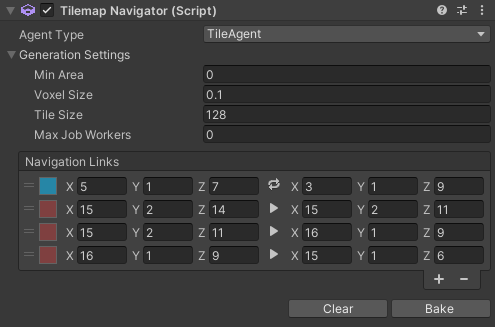 Tilemap Navigator (Script)
Agent Type TileAgent
Generation Settings
Min Area 0
Voxel Size 0.1
Tile Size 128
Max Job Workers 0
Navigation Links
X 5 Y 1 Z 7 X 3 Y 1 Z 9
X 15 Y 2 Z 14 X 15 Y 2 Z 11
X 15 Y 2 Z 11 X 16 Y 1 Z 9
X 16 Y 1 Z 9 X 15 Y 1 Z 6
+ −
Clear Bake